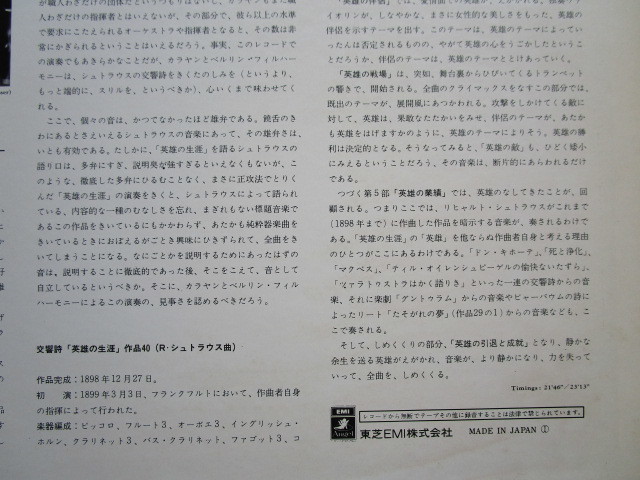 が職人わざだけの団体だというつもりはないし、カラヤンもまた職
人わざだけの指揮者とはいえないが、その部分で、彼ら以上の水準
で要求にこたえられるオーケストラや指揮者となると、その数は非
常にかぎられるということはいえるだろう。事実、このレコードで
の演奏でもあきらかなことだが、カラヤンとベルリン・フィルハー
モニーは、シュトラウスの交響詩をきくたのしみを（というより、
もっと端的に、スリルを、というべきか）、心いくまで味わせてく
れる。
ここで、個々の音は、かつてなかったほど雄弁である。饒舌のき
わみにあるとさえいえるシュトラウスの音楽にあって、その雄弁さは、
いとも有効である。たしかに、「英雄の生涯」を語るシュトラウスの
語り口は、多弁にすぎ、説明臭が強すぎるといえなくもないが、こ
のような、徹底した多弁にひるむことなく、まさに正攻法でとりく
んだ「英雄の生涯」の演奏をきくと、シュトラウスによって語られ
ている、内容的な一種のむなしさを忘れ、まぎれもない標題音楽で
あるこの作品をきいているにもかかわらず、あたかも純粋器楽曲を
きいているときにおぼえるがごとき興味にひきずられて、全曲をき
いてしまうことになる。なにごとかを説明するためにあったはずの
音は、説明することに徹底的であった後、そこをこえて、音として
自立しているというべきか。そこに、カラヤンとベルリン・フィル
ハーモニーによるこの演奏の、見事さを認めるべきだろう。
交響詩「英雄の生涯」作品40（R・シュトラウス曲）
作品完成：1898年12月27日。
初　演：1899年3月3日、フランクフルトにおいて、作曲者自身
の指揮によって行われた。
楽器編成：ピッコロ、フルート3、オーボエ3、イングリッシュ・
ホルン、クラリネット3、バス・クラリネット、ファゴット3、コ
「英雄の伴侶」では、
イオリンが、しなやかな、まさに女性的な美しさをもった、英雄の
伴侶を示すテーマを出す。このテーマは、英雄のテーマによってい
ったんは否定されるものの、やがて英雄の心をうごかしたというこ
とだろうか、伴侶のテーマは、英雄のテーマととけあっていく。
「英雄の戦場」は、突如、舞台裏からひびいてくるトランペット
の響きで、開始される。全曲のクライマックスをなすこの部分では、
既出のテーマが、展開風にあつかわれる。攻撃をしかけてくる敵に
対して、英雄は、果敢なたたかいをみせ、伴侶のテーマが、あたか
も英雄をはげますかのように、英雄のテーマによりそう。英雄の勝
利は決定的となる。そうなってみると、「英雄の敵」も、ひどく矮小
にみえるということだろう、その音楽は、断片的にあらわれるだけ
である。
つづく第5部「英雄の業績」では、英雄のなしてきたことが、回
顧される。つまりここでは、リヒャルト・シュトラウスがこれまで
（1898年まで）に作曲した作品を暗示する音楽が、奏されるわけで
ある。「英雄の生涯」の「英雄」を他ならぬ作曲者自身と考える理由
のひとつがここにあるわけである。「ドン・キホーテ」、「死と浄化」、
「マクベス」、「ティル・オイレンシュピーゲルの愉快ないたずら」、
「ツァラトゥストラはかく語りき」といった一連の交響詩からの音
楽、それに楽劇「グントゥラム」からの音楽やビャーバウムの詩に
よったリート「たそがれの夢」（作品29の1）からの音楽なども、こ
こで奏される。
そして、しめくくりの部分、「英雄の引退と成就」となり、静かな
余生を送る英雄がえがかれ、音楽が、より静かになり、力を失って
いって、全曲を、しめくくる。
Timings: 21'46"／23'13"
EMI
Angel
レコードから無断でテープその他に録音することは法律で禁じられています。
東芝EMI株式会社　MADE IN JAPAN Ⓘ